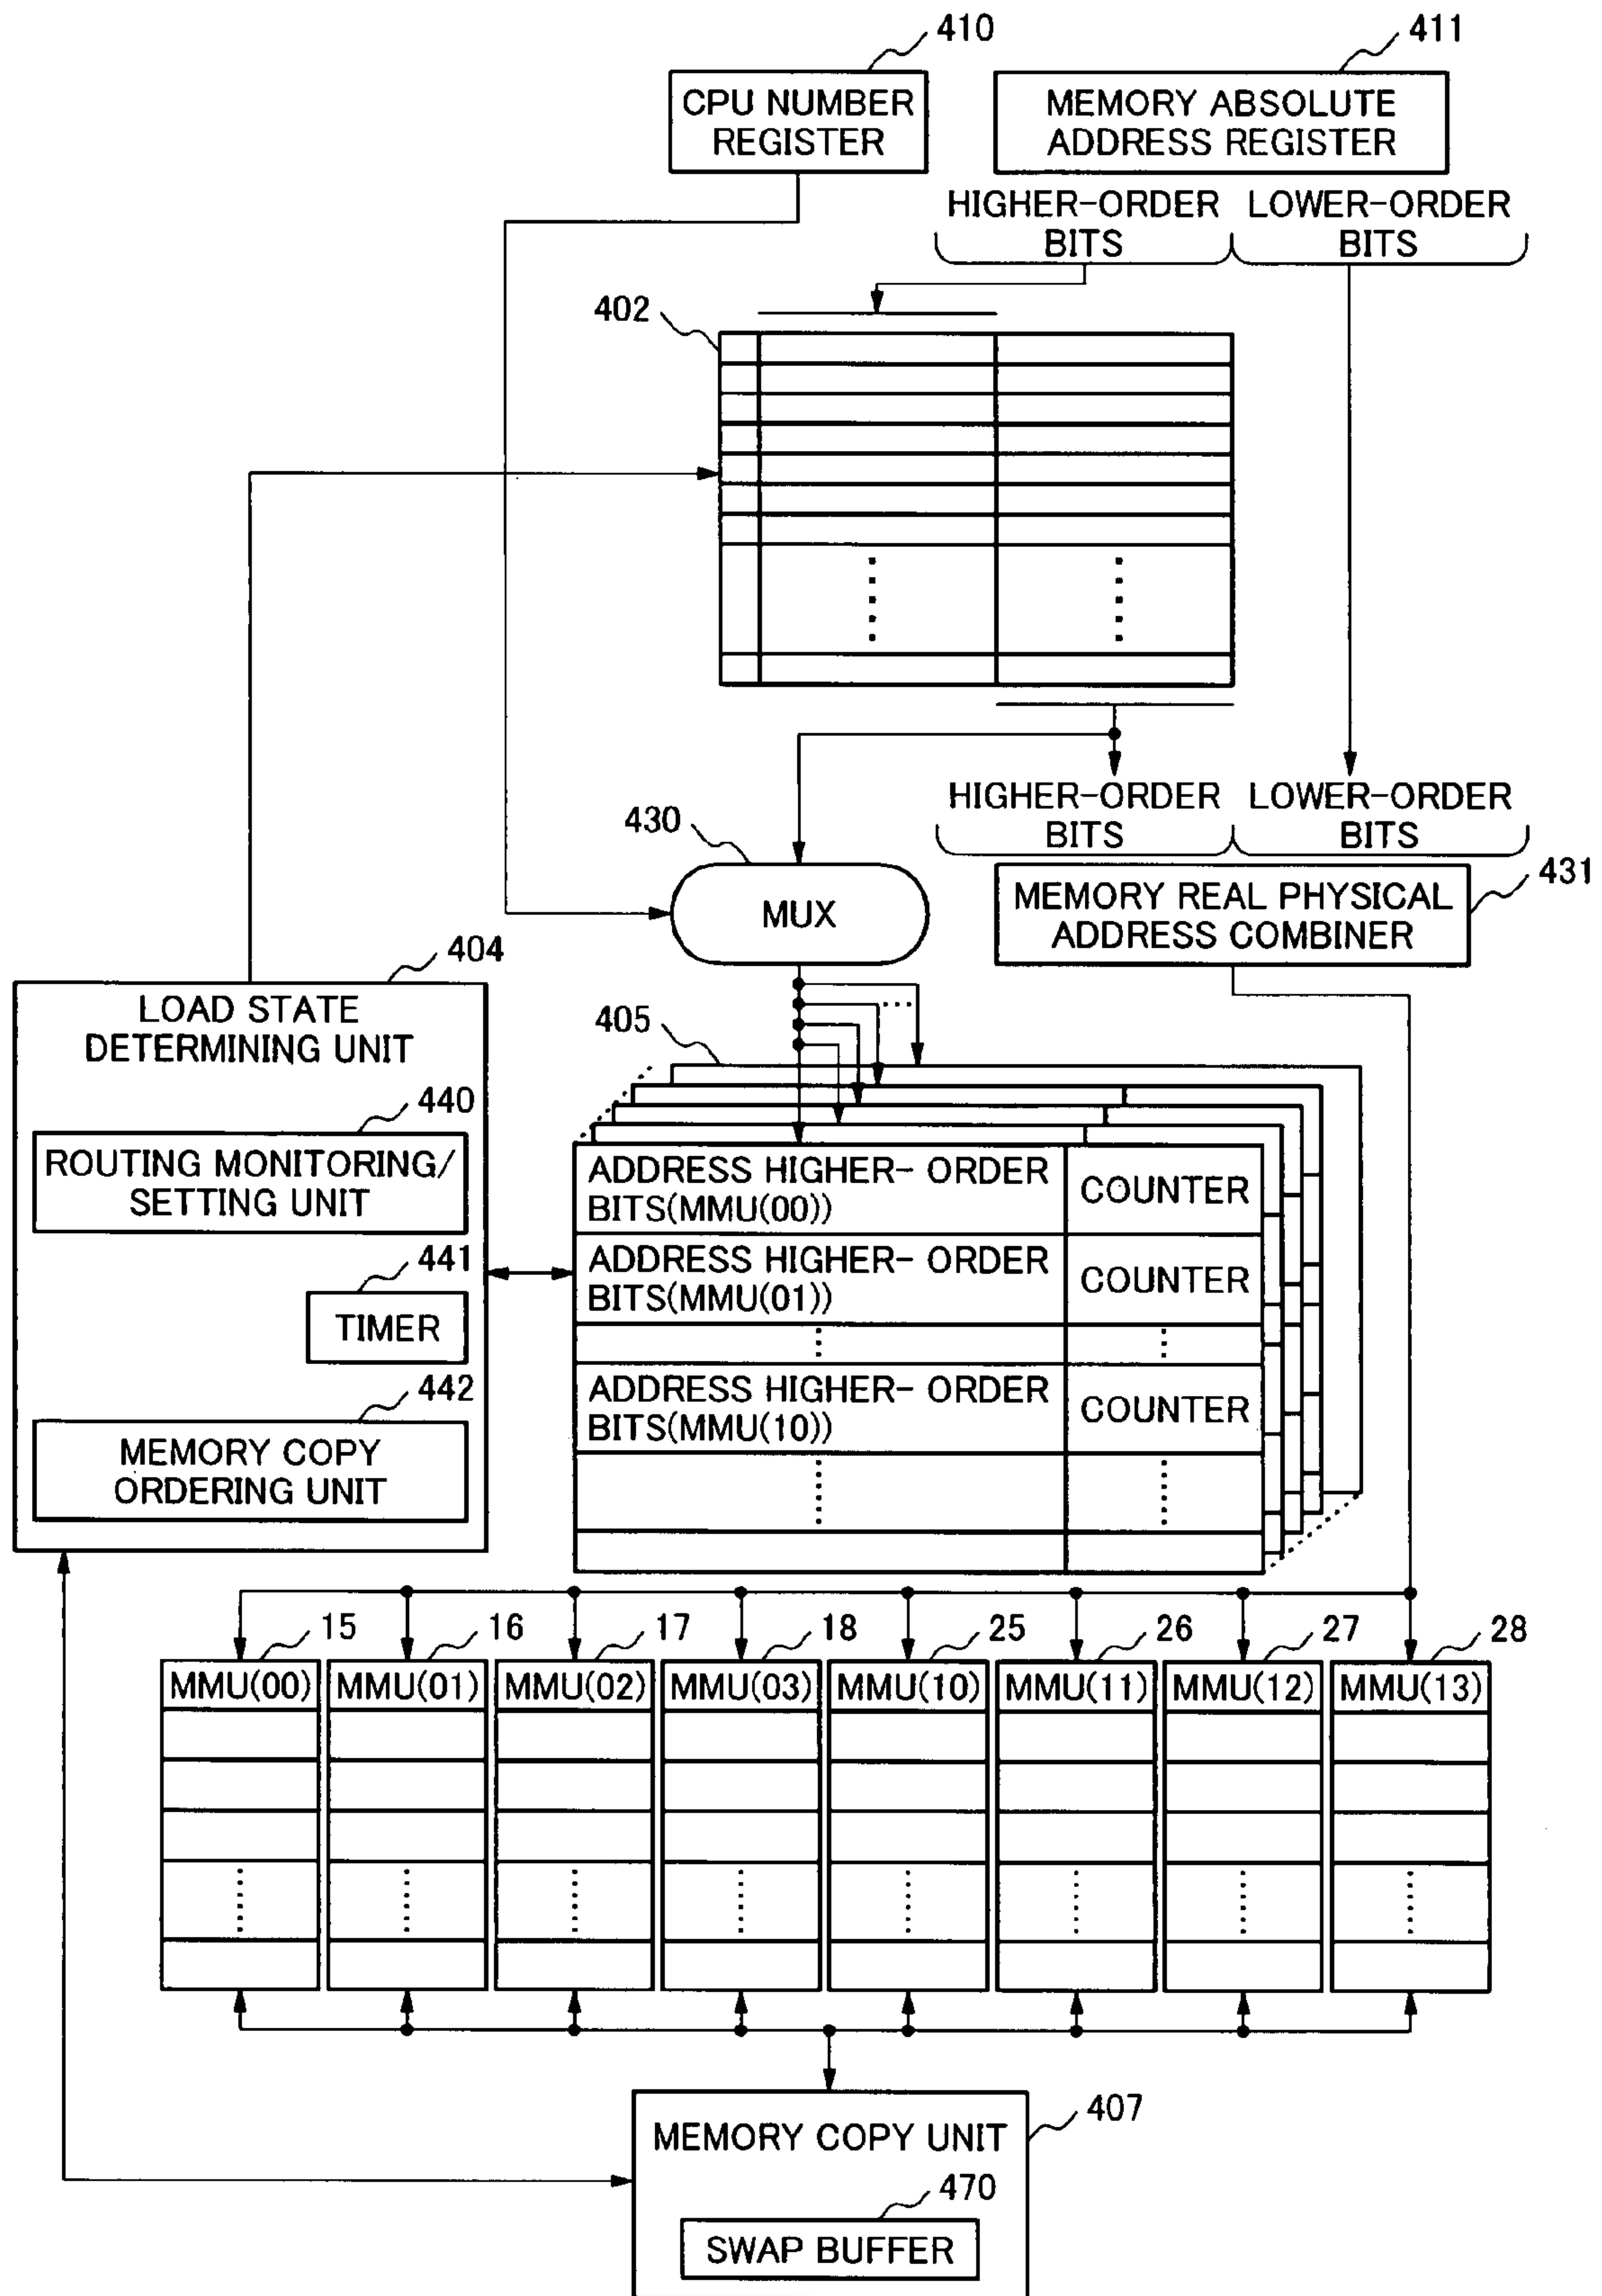 410
411
CPU NUMBER
REGISTER
MEMORY ABSOLUTE
ADDRESS REGISTER
HIGHER-ORDER
BITS
LOWER-ORDER
BITS
402
HIGHER-ORDER
BITS
LOWER-ORDER
BITS
430
MUX
431
MEMORY REAL PHYSICAL
ADDRESS COMBINER
404
LOAD STATE
DETERMINING UNIT
405
440
ROUTING MONITORING/
SETTING UNIT
441
TIMER
442
MEMORY COPY
ORDERING UNIT
ADDRESS HIGHER- ORDER
BITS(MMU(00))
COUNTER
ADDRESS HIGHER- ORDER
BITS(MMU(01))
COUNTER
ADDRESS HIGHER- ORDER
BITS(MMU(10))
COUNTER
15
16
17
18
25
26
27
28
MMU(00)
MMU(01)
MMU(02)
MMU(03)
MMU(10)
MMU(11)
MMU(12)
MMU(13)
407
MEMORY COPY UNIT
470
SWAP BUFFER